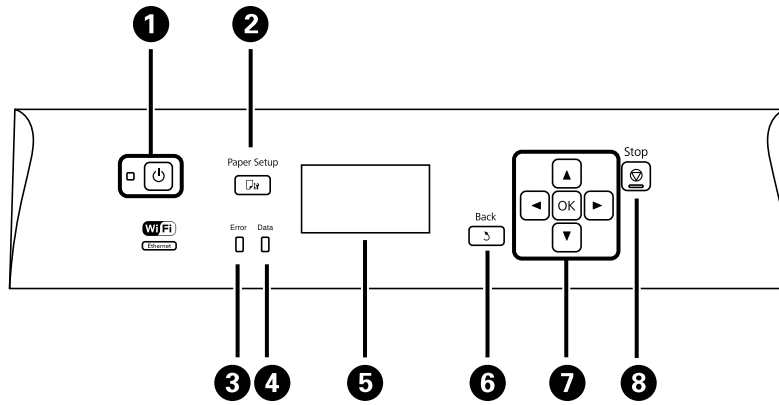 1 2
Paper Setup
Stop
WiFi
Ethernet
Error Data
Back
OK
3 4 5 6 7 8